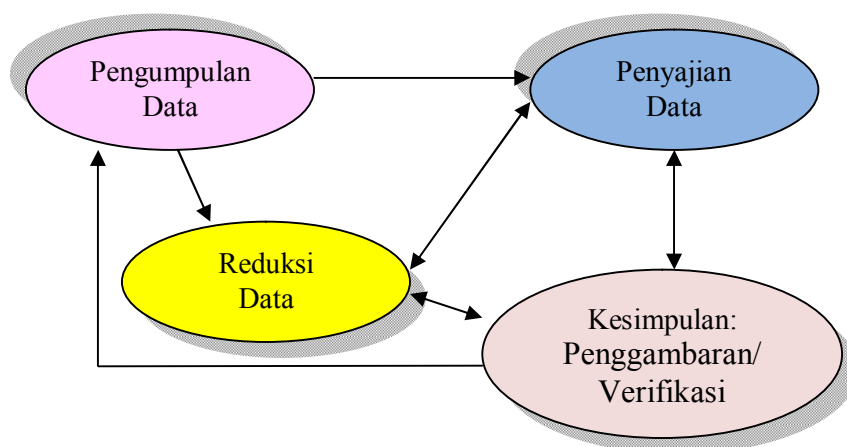 Pengumpulan
Data
Penyajian
Data
Reduksi
Data
Kesimpulan:
Penggambaran/
Verifikasi